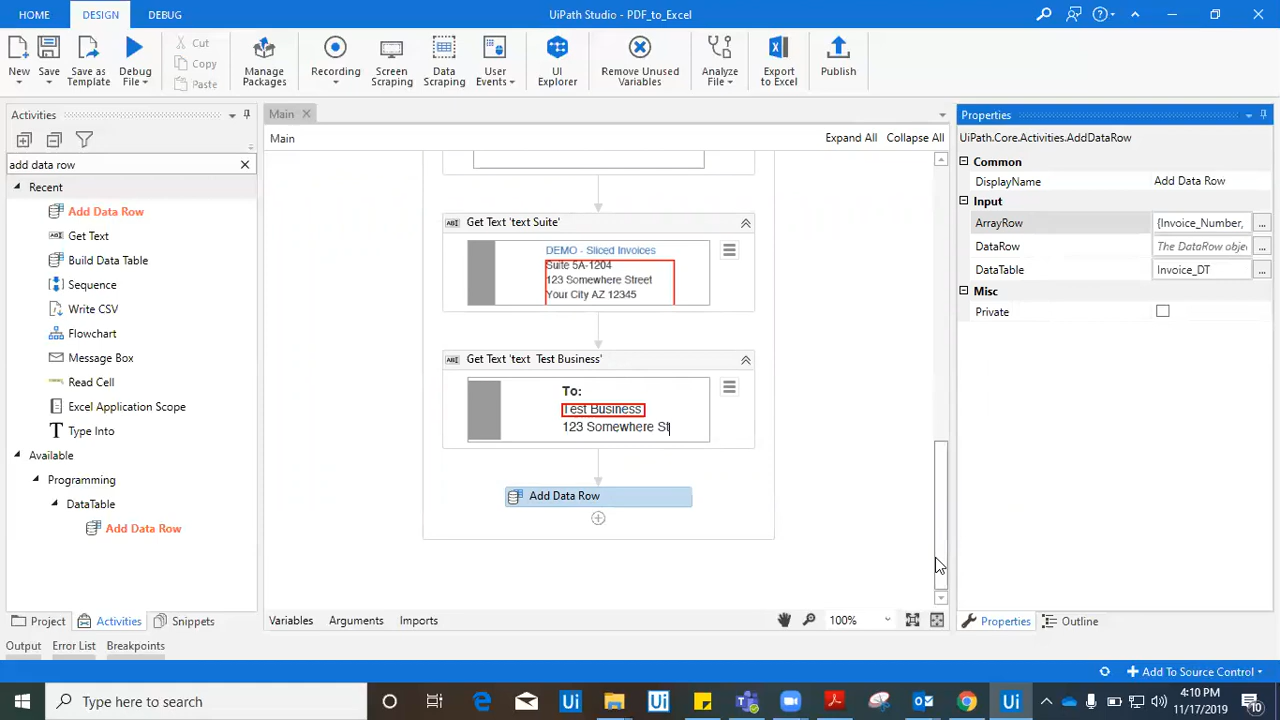 HOME
DESIGN
DEBUG
UiPath Studio - PDF_to_Excel
New
Save
Save as
Template
Debug
File
Cut
Copy
Paste
Manage
Packages
Recording
Screen
Scraping
Data
Scraping
User
Events
UI
Explorer
Remove Unused
Variables
Analyze
File
Export
to Excel
Publish
Activities
add data row
Recent
Add Data Row
Get Text
Build Data Table
Sequence
Write CSV
Flowchart
Message Box
Read Cell
Excel Application Scope
Type Into
Available
Programming
DataTable
Add Data Row
Project
Activities
Snippets
Main
Main
Expand All
Collapse All
Get Text 'text Suite'
DEMO - Sliced Invoices
Suite 5A-1204
123 Somewhere Street
Your City AZ 12345
Get Text 'text  Test Business'
To:
Test Business
123 Somewhere St
Add Data Row
Variables
Arguments
Imports
100%
Properties
UiPath.Core.Activities.AddDataRow
Common
DisplayName
Add Data Row
Input
ArrayRow
{Invoice_Number,
...
DataRow
The DataRow obje
...
DataTable
Invoice_DT
...
Misc
Private
Properties
Outline
Output
Error List
Breakpoints
Add To Source Control
Type here to search
4:10 PM
11/17/2019
10